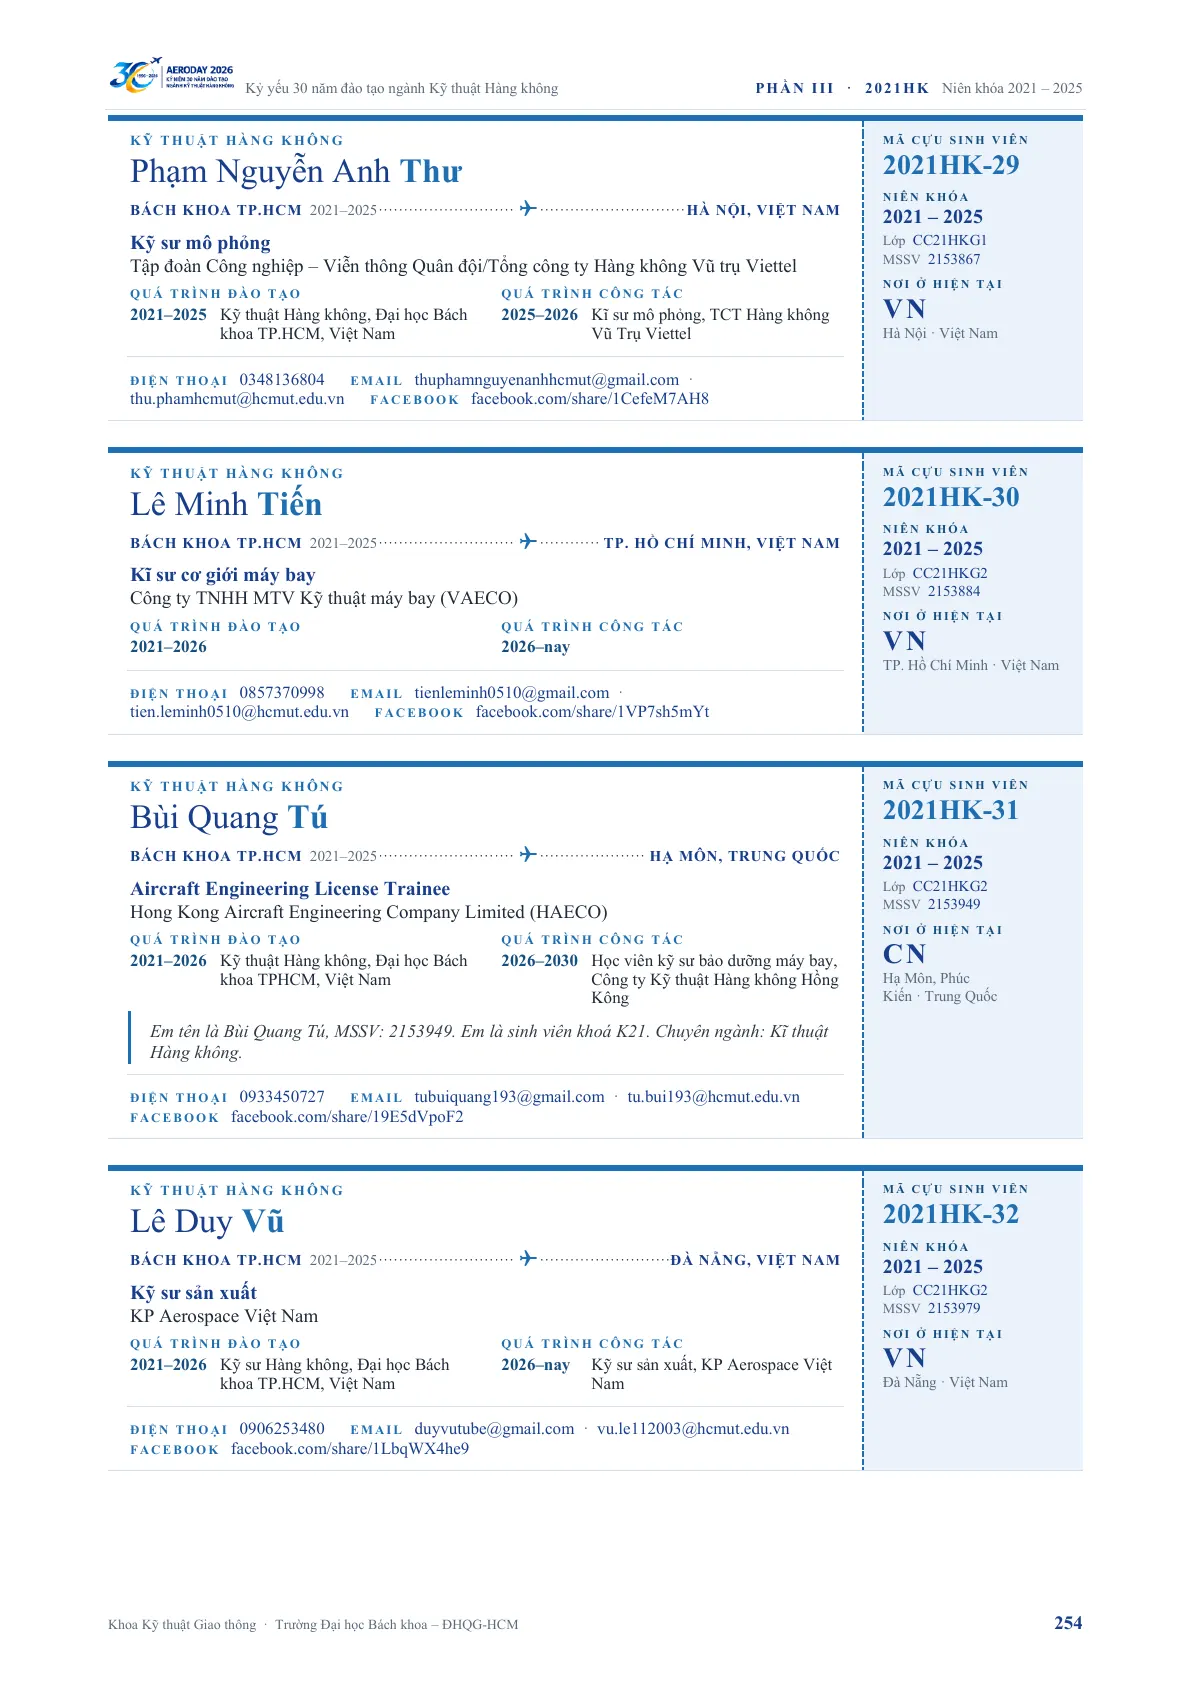 AERODAY 2026
KỶ NIỆM 30 NĂM ĐÀO TẠO
NGÀNH KỸ THUẬT HÀNG KHÔNG
Kỷ yếu 30 năm đào tạo ngành Kỹ thuật Hàng không
PHẦN III · 2021HK Niên khóa 2021 – 2025
KỸ THUẬT HÀNG KHÔNG
Phạm Nguyễn Anh Thư
BÁCH KHOA TP.HCM 2021–2025 HÀ NỘI, VIỆT NAM
Kỹ sư mô phỏng
Tập đoàn Công nghiệp – Viễn thông Quân đội/Tổng công ty Hàng không Vũ trụ Viettel
QUÁ TRÌNH ĐÀO TẠO
2021–2025 Kỹ thuật Hàng không, Đại học Bách
khoa TP.HCM, Việt Nam
QUÁ TRÌNH CÔNG TÁC
2025–2026 Kĩ sư mô phỏng, TCT Hàng không
Vũ Trụ Viettel
ĐIỆN THOẠI 0348136804 EMAIL thuphamnguyenanhhcmut@gmail.com ·
thu.phamhcmut@hcmut.edu.vn FACEBOOK facebook.com/share/1CefeM7AH8
MÃ CỰU SINH VIÊN
2021HK-29
NIÊN KHÓA
2021 – 2025
Lớp CC21HKG1
MSSV 2153867
NƠI Ở HIỆN TẠI
VN
Hà Nội · Việt Nam
KỸ THUẬT HÀNG KHÔNG
Lê Minh Tiến
BÁCH KHOA TP.HCM 2021–2025 TP. HỒ CHÍ MINH, VIỆT NAM
Kĩ sư cơ giới máy bay
Công ty TNHH MTV Kỹ thuật máy bay (VAECO)
QUÁ TRÌNH ĐÀO TẠO
2021–2026
QUÁ TRÌNH CÔNG TÁC
2026–nay
ĐIỆN THOẠI 0857370998 EMAIL tienleminh0510@gmail.com ·
tien.leminh0510@hcmut.edu.vn FACEBOOK facebook.com/share/1VP7sh5mYt
MÃ CỰU SINH VIÊN
2021HK-30
NIÊN KHÓA
2021 – 2025
Lớp CC21HKG2
MSSV 2153884
NƠI Ở HIỆN TẠI
VN
TP. Hồ Chí Minh · Việt Nam
KỸ THUẬT HÀNG KHÔNG
Bùi Quang Tú
BÁCH KHOA TP.HCM 2021–2025 HẠ MÔN, TRUNG QUỐC
Aircraft Engineering License Trainee
Hong Kong Aircraft Engineering Company Limited (HAECO)
QUÁ TRÌNH ĐÀO TẠO
2021–2026 Kỹ thuật Hàng không, Đại học Bách
khoa TPHCM, Việt Nam
QUÁ TRÌNH CÔNG TÁC
2026–2030 Học viên kỹ sư bảo dưỡng máy bay,
Công ty Kỹ thuật Hàng không Hồng
Kông
Em tên là Bùi Quang Tú, MSSV: 2153949. Em là sinh viên khoá K21. Chuyên ngành: Kĩ thuật
Hàng không.
ĐIỆN THOẠI 0933450727 EMAIL tubuiquang193@gmail.com · tu.bui193@hcmut.edu.vn
FACEBOOK facebook.com/share/19E5dVpoF2
MÃ CỰU SINH VIÊN
2021HK-31
NIÊN KHÓA
2021 – 2025
Lớp CC21HKG2
MSSV 2153949
NƠI Ở HIỆN TẠI
CN
Hạ Môn, Phúc
Kiến · Trung Quốc
KỸ THUẬT HÀNG KHÔNG
Lê Duy Vũ
BÁCH KHOA TP.HCM 2021–2025 ĐÀ NẴNG, VIỆT NAM
Kỹ sư sản xuất
KP Aerospace Việt Nam
QUÁ TRÌNH ĐÀO TẠO
2021–2026 Kỹ sư Hàng không, Đại học Bách
khoa TP.HCM, Việt Nam
QUÁ TRÌNH CÔNG TÁC
2026–nay Kỹ sư sản xuất, KP Aerospace Việt
Nam
ĐIỆN THOẠI 0906253480 EMAIL duyvutube@gmail.com · vu.le112003@hcmut.edu.vn
FACEBOOK facebook.com/share/1LbqWX4he9
MÃ CỰU SINH VIÊN
2021HK-32
NIÊN KHÓA
2021 – 2025
Lớp CC21HKG2
MSSV 2153979
NƠI Ở HIỆN TẠI
VN
Đà Nẵng · Việt Nam
Khoa Kỹ thuật Giao thông · Trường Đại học Bách khoa – ĐHQG-HCM
254